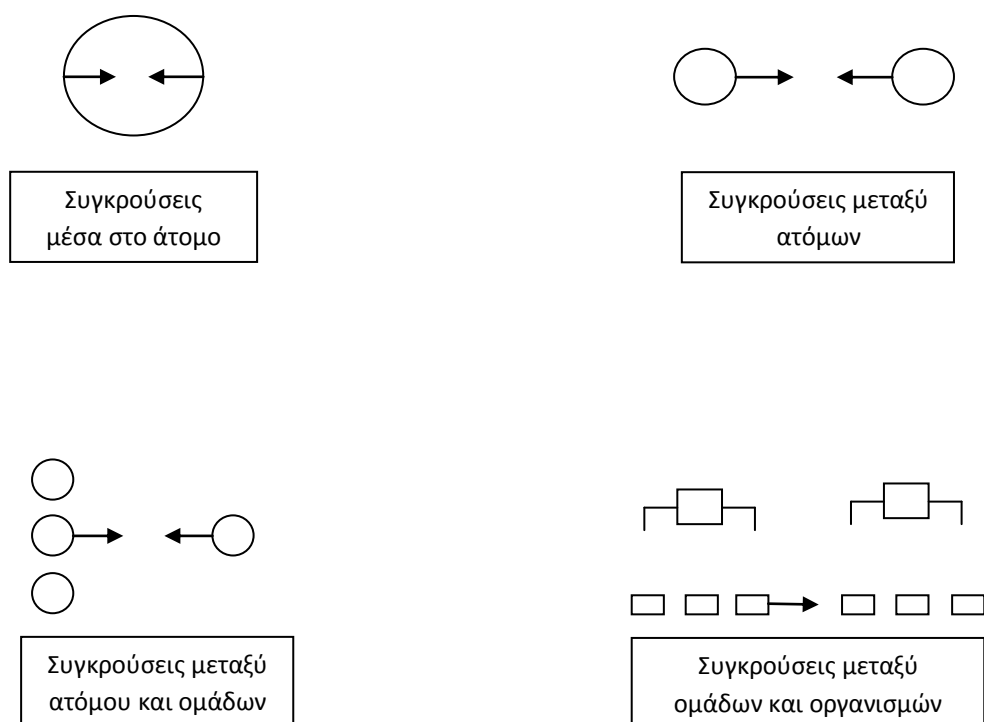 Συγκρούσεις
μέσα στο άτομο
Συγκρούσεις μεταξύ
ατόμων
Συγκρούσεις μεταξύ
ατόμου και ομάδων
Συγκρούσεις μεταξύ
ομάδων και οργανισμών